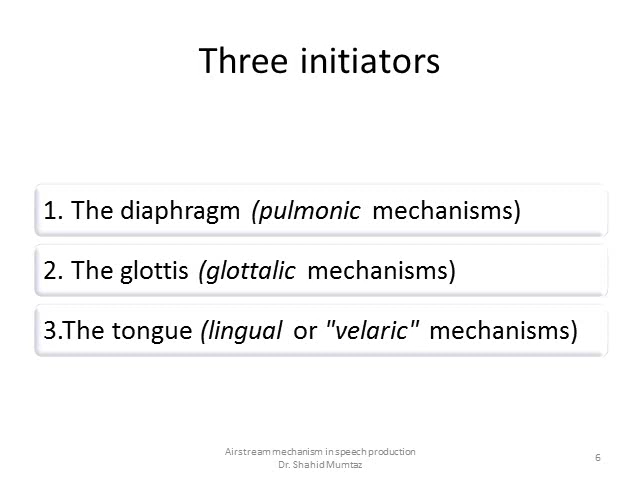 Three initiators
1. The diaphragm (pulmonic mechanisms)
2. The glottis (glottalic mechanisms)
3.The tongue (lingual or "velaric" mechanisms)
Airstream mechanism in speech production
Dr. Shahid Mumtaz
6